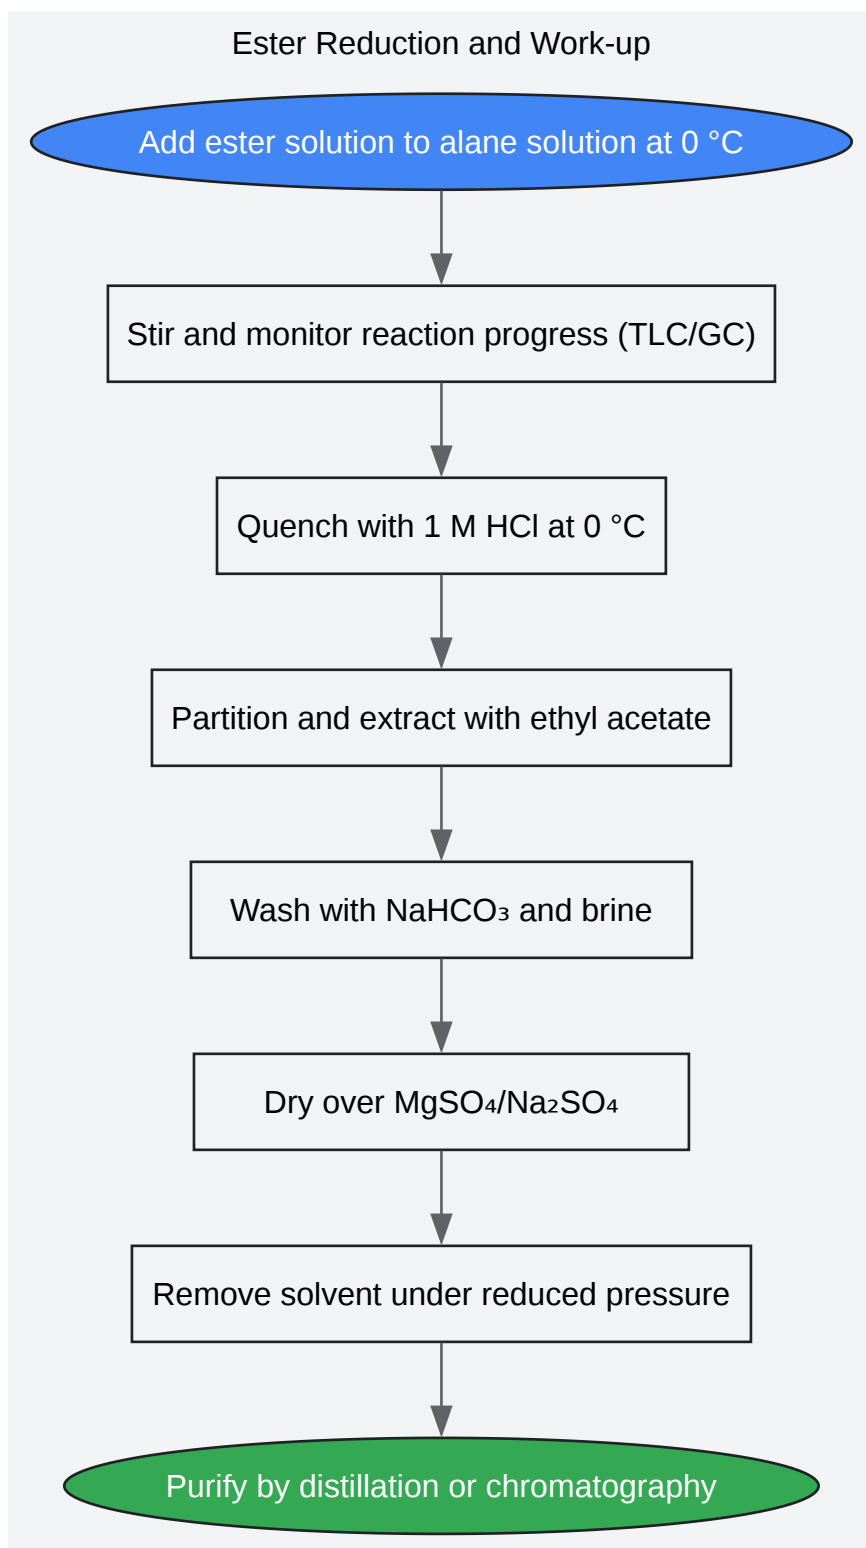 Ester Reduction and Work-up
Add ester solution to alane solution at 0 °C
Stir and monitor reaction progress (TLC/GC)
Quench with 1 M HCl at 0 °C
Partition and extract with ethyl acetate
Wash with NaHCO₃ and brine
Dry over MgSO₄/Na₂SO₄
Remove solvent under reduced pressure
Purify by distillation or chromatography